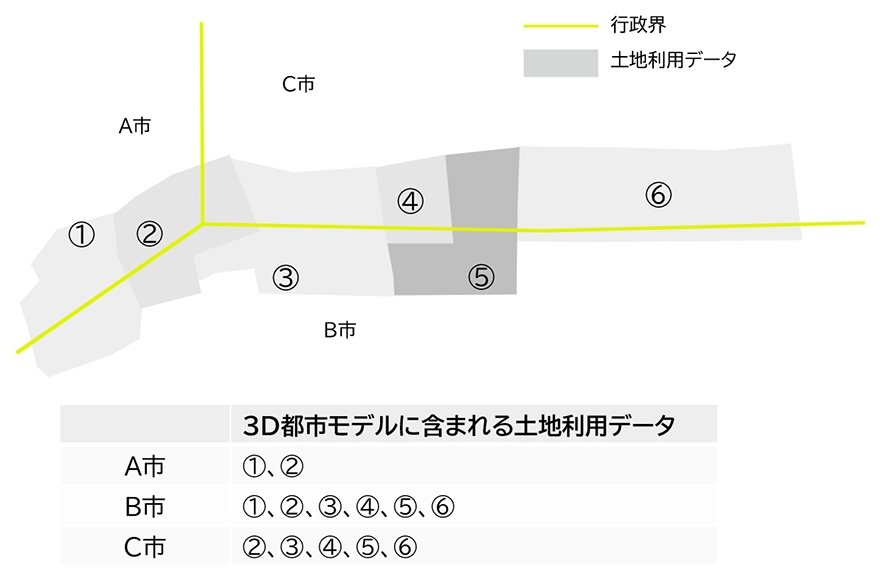 行政界
土地利用データ
C市
A市
④
⑥
①
②
③
⑤
B市
3D都市モデルに含まれる土地利用データ
A市 ①、②
B市 ①、②、③、④、⑤、⑥
C市 ②、③、④、⑤、⑥